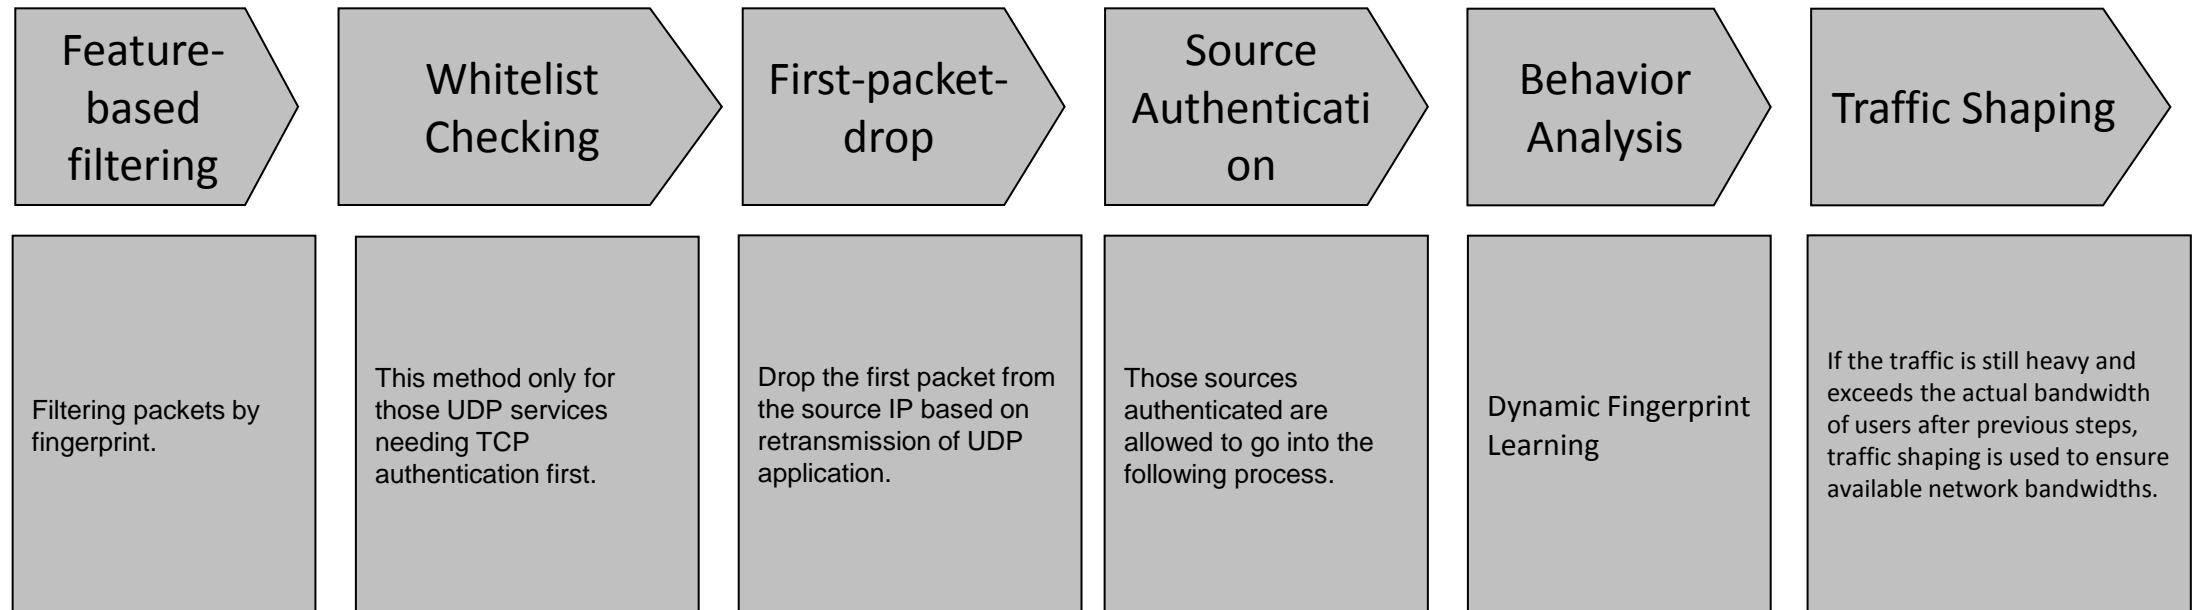 Feature-
based
filtering
Whitelist
Checking
First-packet-
drop
Source
Authenticati
on
Behavior
Analysis
Traffic Shaping
Filtering packets by
fingerprint.
This method only for
those UDP services
needing TCP
authentication first.
Drop the first packet from
the source IP based on
retransmission of UDP
application.
Those sources
authenticated are
allowed to go into the
following process.
Dynamic Fingerprint
Learning
If the traffic is still heavy and
exceeds the actual bandwidth
of users after previous steps,
traffic shaping is used to ensure
available network bandwidths.